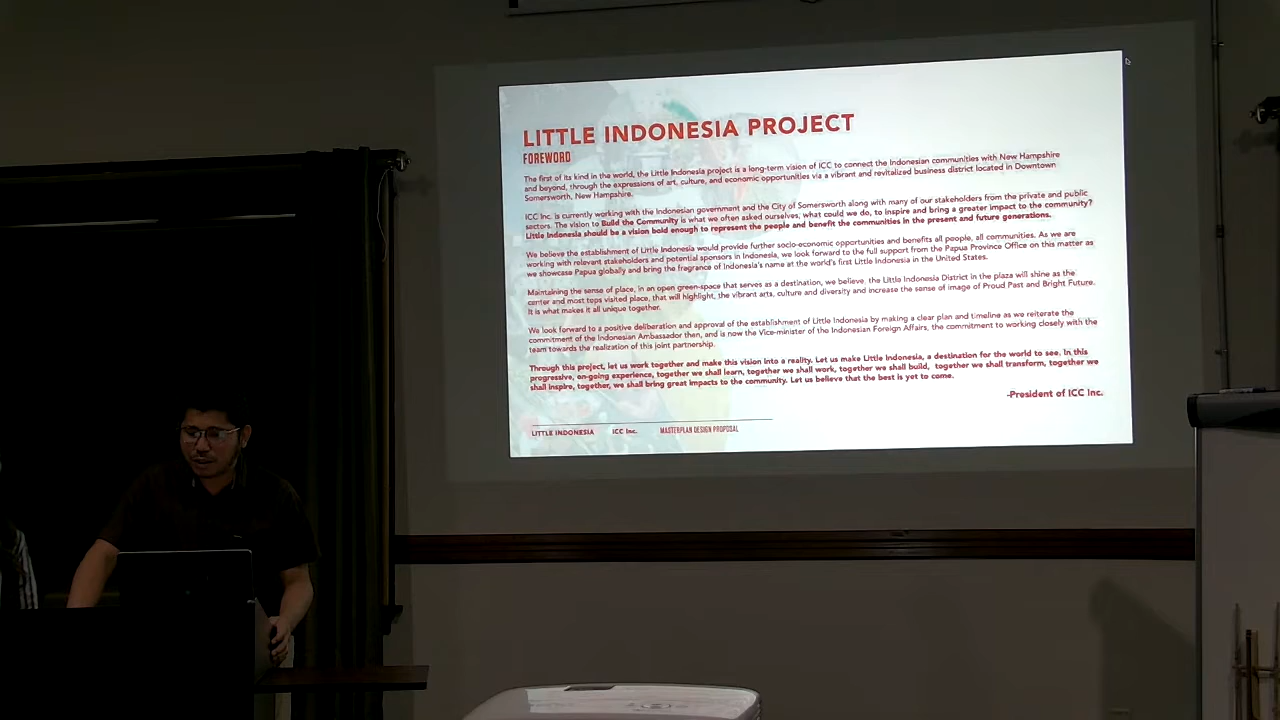 LITTLE INDONESIA PROJECT
FOREWORD
The first of its kind in the world, the Little Indonesia project is a long-term vision of ICC to connect the Indonesian communities with New Hampshire
and beyond, through the expressions of art, culture, and economic opportunities via a vibrant and revitalized business district located in Downtown
Somersworth, New Hampshire.
ICC Inc. is currently working with the Indonesian government and the City of Somersworth along with many of our stakeholders from the private and public
sectors. The vision to Build the Community is what we often asked ourselves; what could we do, to inspire and bring a greater impact to the community?
Little Indonesia should be a vision bold enough to represent the people and benefit the communities in the present and future generations.
We believe the establishment of Little Indonesia would provide further socio-economic opportunities and benefits all people, all communities. As we are
working with relevant stakeholders and potential sponsors in Indonesia, we look forward to the full support from the Papua Province Office on this matter as
we showcase Papua globally and bring the fragrance of Indonesia's name at the world's first Little Indonesia in the United States.
Maintaining the sense of place, in an open green-space that serves as a destination, we believe, the Little Indonesia District in the plaza will shine as the
center and most tops visited place, that will highlight, the vibrant arts, culture and diversity and increase the sense of image of Proud Past and Bright Future.
It is what makes it all unique together.
We look forward to a positive deliberation and approval of the establishment of Little Indonesia by making a clear plan and timeline as we reiterate the
commitment of the Indonesian Ambassador then, and is now the Vice-minister of the Indonesian Foreign Affairs, the commitment to working closely with the
team towards the realization of this joint partnership.
Through this project, let us work together and make this vision into a reality. Let us make Little Indonesia, a destination for the world to see. In this
progressive, on-going experience, together we shall learn, together we shall work, together we shall build, together we shall transform, together we
shall inspire, together, we shall bring great impacts to the community. Let us believe that the best is yet to come.
-President of ICC Inc.
LITTLE INDONESIA ICC Inc. MASTERPLAN DESIGN PROPOSAL